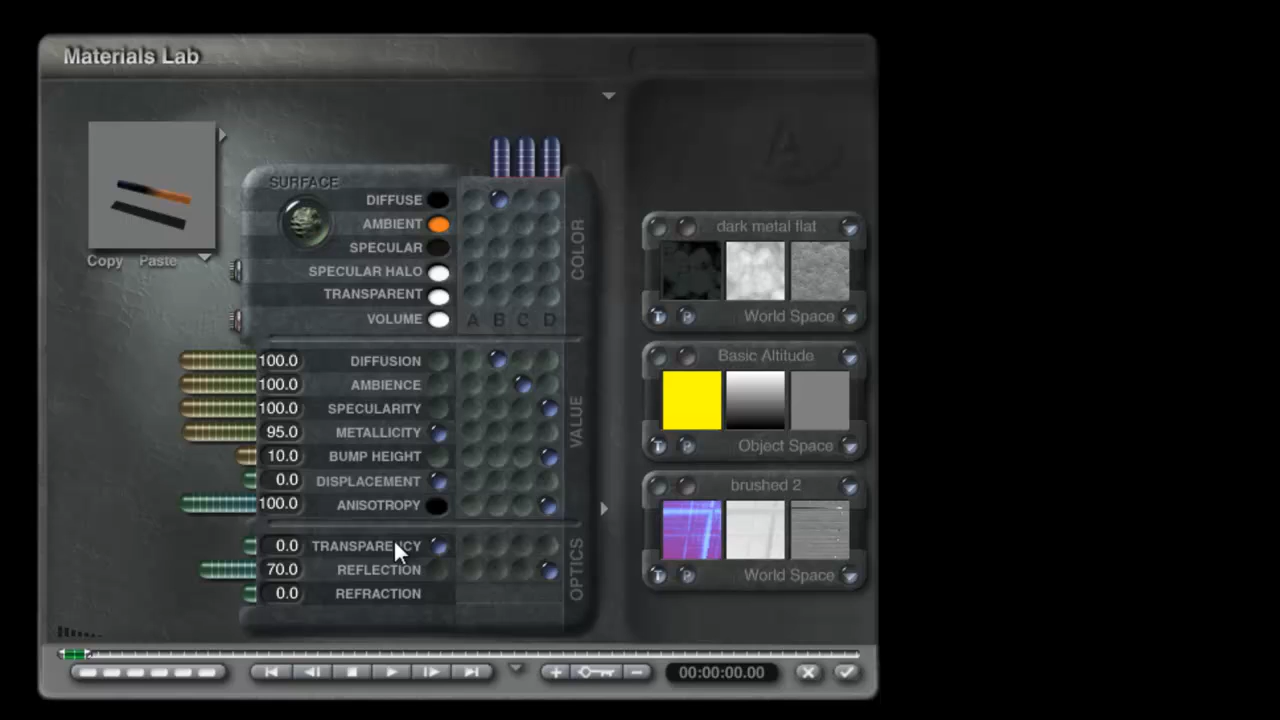 Materials Lab
Copy Paste
SURFACE
DIFFUSE
AMBIENT
SPECULAR
SPECULAR HALO
TRANSPARENT
VOLUME
A B C D
COLOR
100.0 DIFFUSION
100.0 AMBIENCE
100.0 SPECULARITY
95.0 METALLICITY
10.0 BUMP HEIGHT
0.0 DISPLACEMENT
100.0 ANISOTROPY
VALUE
0.0 TRANSPARENCY
70.0 REFLECTION
0.0 REFRACTION
OPTICS
dark metal flat
T P World Space
Basic Altitude
T P Object Space
brushed 2
T P World Space
00:00:00.00